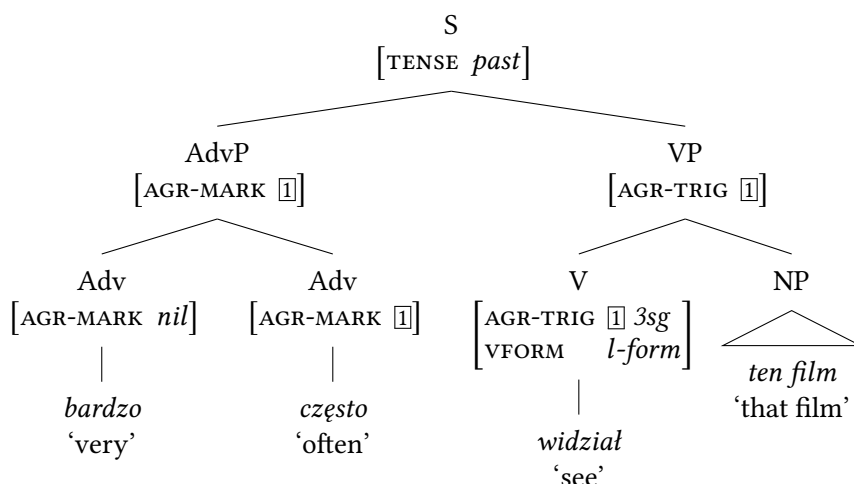 S
[TENSE past]
AdvP VP
[AGR-MARK 1] [AGR-TRIG 1]
Adv Adv V NP
[AGR-MARK nil] [AGR-MARK 1] [AGR-TRIG 1 3sg
VFORM l-form]
bardzo często widział ten film
‘very’ ‘often’ ‘see’ ‘that film’